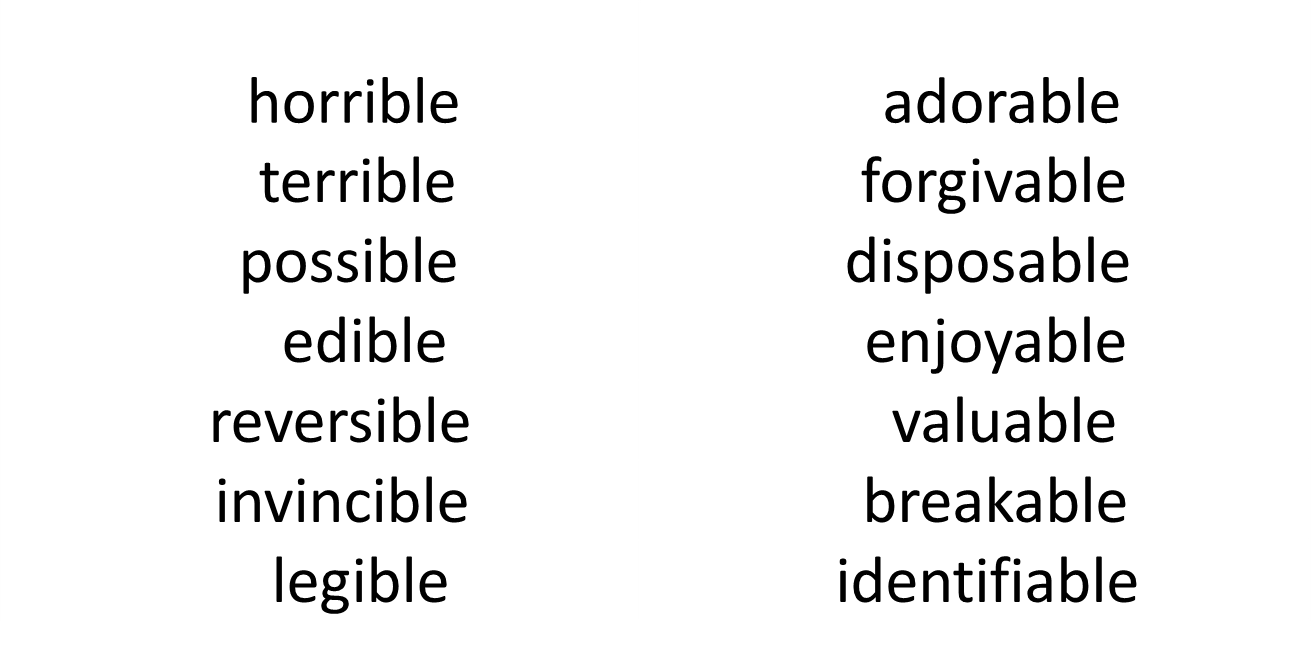 horrible
terrible
possible
edible
reversible
invincible
legible
adorable
forgivable
disposable
enjoyable
valuable
breakable
identifiable